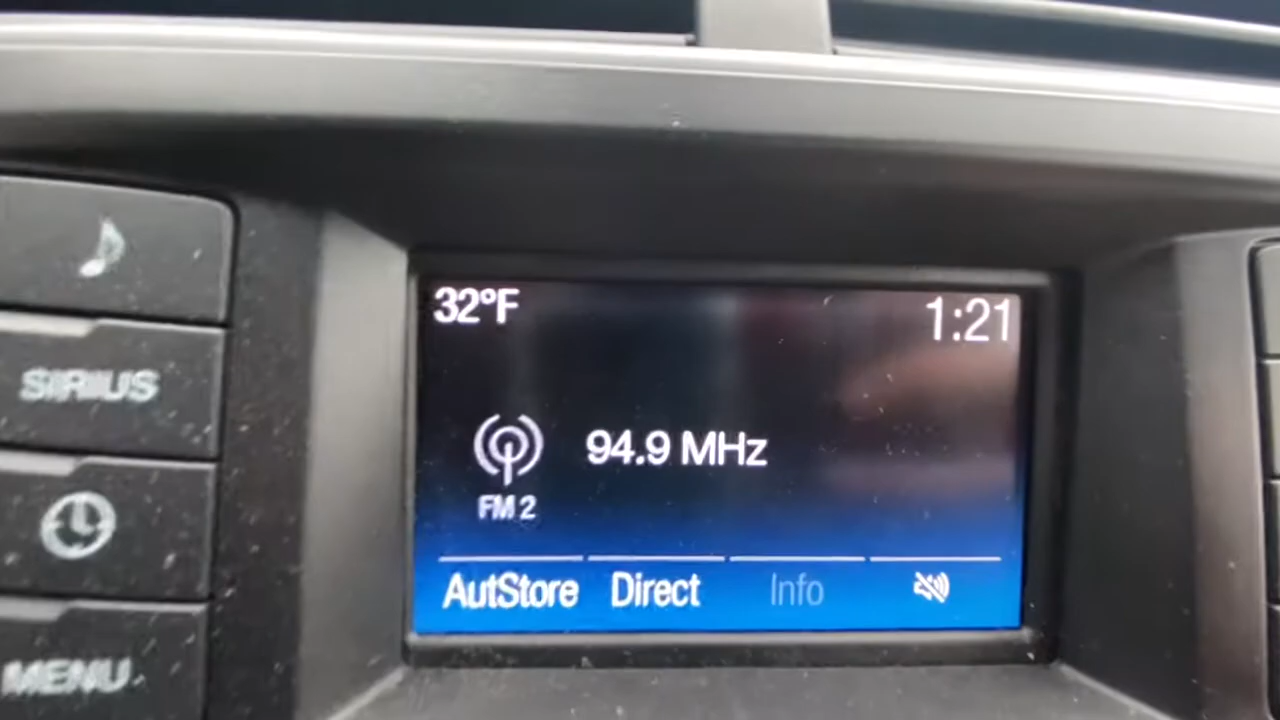 32°F
1:21
SIRIUS
94.9 MHz
FM 2
AutStore Direct Info
MENU